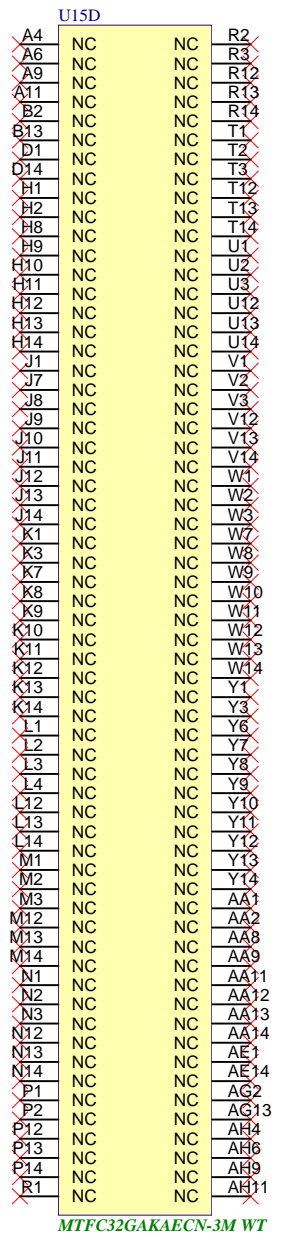 U15D
A4 NC NC R2
A6 NC NC R3
A9 NC NC R12
A11 NC NC R13
B2 NC NC R14
B13 NC NC T1
D1 NC NC T2
D14 NC NC T3
H1 NC NC T12
H2 NC NC T13
H8 NC NC T14
H9 NC NC U1
H10 NC NC U2
H11 NC NC U3
H12 NC NC U12
H13 NC NC U13
H14 NC NC U14
J1 NC NC V1
J7 NC NC V2
J8 NC NC V3
J9 NC NC V12
J10 NC NC V13
J11 NC NC V14
J12 NC NC W1
J13 NC NC W2
J14 NC NC W3
K1 NC NC W7
K3 NC NC W8
K7 NC NC W9
K8 NC NC W10
K9 NC NC W11
K10 NC NC W12
K11 NC NC W13
K12 NC NC W14
K13 NC NC Y1
K14 NC NC Y3
L1 NC NC Y6
L2 NC NC Y7
L3 NC NC Y8
L4 NC NC Y9
L12 NC NC Y10
L13 NC NC Y11
L14 NC NC Y12
M1 NC NC Y13
M2 NC NC Y14
M3 NC NC AA1
M12 NC NC AA2
M13 NC NC AA8
M14 NC NC AA9
N1 NC NC AA11
N2 NC NC AA12
N3 NC NC AA13
N12 NC NC AA14
N13 NC NC AE1
N14 NC NC AE14
P1 NC NC AG2
P2 NC NC AG13
P12 NC NC AH4
P13 NC NC AH6
P14 NC NC AH9
R1 NC NC AH11
MTFC32GAKAECN-3M WT